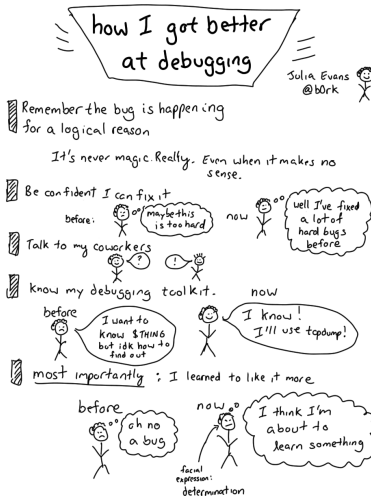 how I got better
at debugging
Julia Evans
@b0rk
Remember the bug is happening
for a logical reason
It's never magic. Really. Even when it makes no
sense.
Be confident I can fix it
before:
maybe this
is too hard
now
well I've fixed
a lot of
hard bugs
before
Talk to my coworkers
?
!
Know my debugging toolkit.
before
I want to
know $THING
but idk how to
find out
now
I know!
I'll use tcpdump!
most importantly : I learned to like it more
before
oh no
a bug
now
I think I'm
about to
learn something
facial
expression:
determination